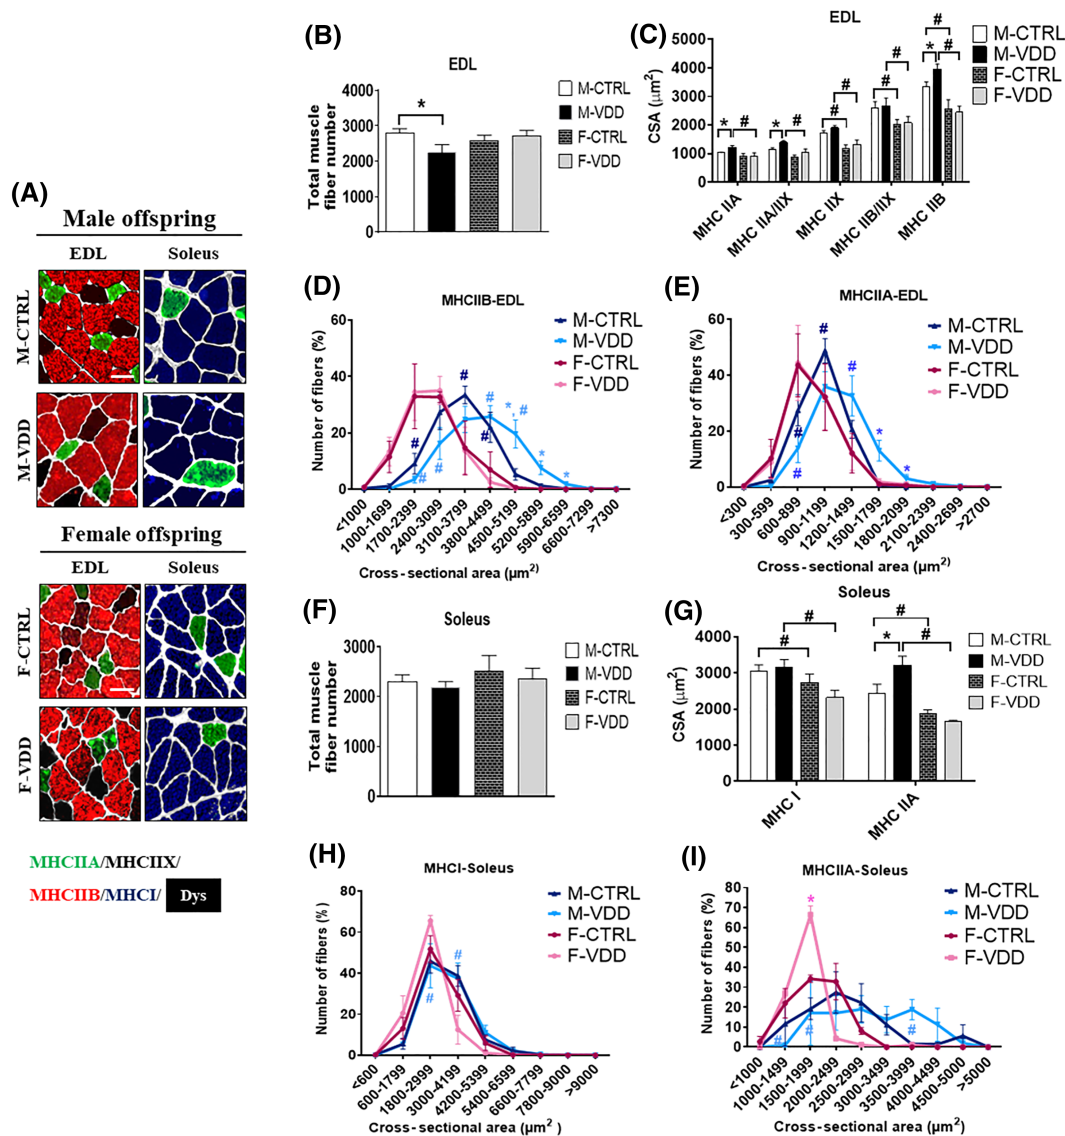 (A)
Male offspring
EDL Soleus
M-CTRL
M-VDD
Female offspring
EDL Soleus
F-CTRL
F-VDD
MHCIIA/MHCIIX/
MHCIIB/MHCI/ Dys
(B)
EDL
Total muscle
fiber number
4000
3000
2000
1000
0
*
M-CTRL
M-VDD
F-CTRL
F-VDD
(C)
EDL
CSA (µm²)
5000
4000
3000
2000
1000
0
* # * # # # # # # * #
MHC IIA
MHC IIA/IIX
MHC IIX
MHC IIB/IIX
MHC IIB
M-CTRL
M-VDD
F-CTRL
F-VDD
(D)
MHCIIB-EDL
Number of fibers (%)
60
40
20
0
# # # # # # *, # * *
M-CTRL
M-VDD
F-CTRL
F-VDD
<1000
1000-1699
1700-2399
2400-3099
3100-3799
3800-4499
4500-5199
5200-5899
5900-6599
6600-7299
>7300
Cross-sectional area (µm²)
(E)
MHCIIA-EDL
Number of fibers (%)
60
40
20
0
# # # # * *
M-CTRL
M-VDD
F-CTRL
F-VDD
<300
300-599
600-899
900-1199
1200-1499
1500-1799
1800-2099
2100-2399
2400-2699
>2700
Cross-sectional area (µm²)
(F)
Soleus
Total muscle
fiber number
4000
3000
2000
1000
0
M-CTRL
M-VDD
F-CTRL
F-VDD
(G)
Soleus
CSA (µm²)
4000
3000
2000
1000
0
# # # * #
MHC I
MHC IIA
M-CTRL
M-VDD
F-CTRL
F-VDD
(H)
MHCI-Soleus
Number of fibers (%)
80
60
40
20
0
# #
M-CTRL
M-VDD
F-CTRL
F-VDD
<600
600-1799
1800-2999
3000-4199
4200-5399
5400-6599
6600-7799
7800-9000
>9000
Cross-sectional area (µm² )
(I)
MHCIIA-Soleus
Number of fibers (%)
80
70
60
50
40
30
20
10
0
# # * #
M-CTRL
M-VDD
F-CTRL
F-VDD
<1000
1000-1499
1500-1999
2000-2499
2500-2999
3000-3499
3500-3999
4000-4499
4500-5000
>5000
Cross-sectional area (µm²)